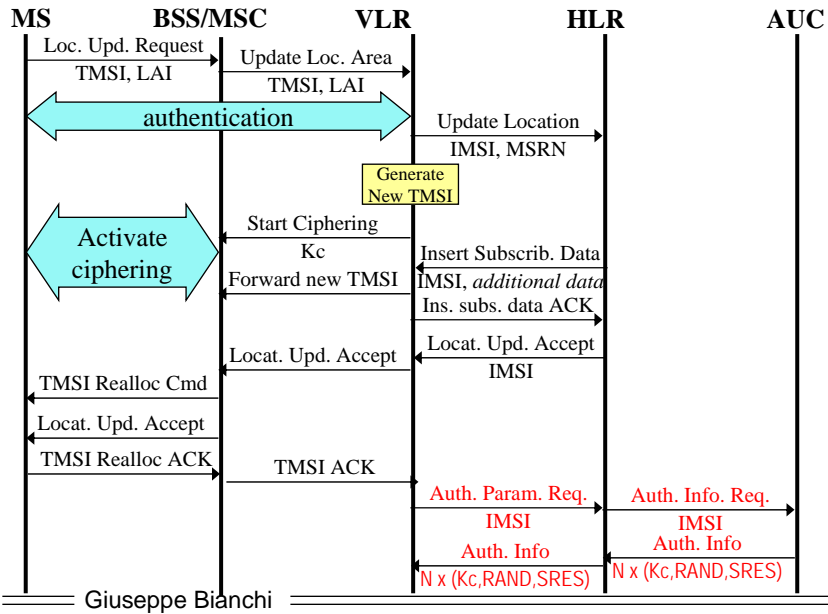 MS BSS/MSC VLR HLR AUC
Loc. Upd. Request
TMSI, LAI
Update Loc. Area
TMSI, LAI
authentication
Update Location
IMSI, MSRN
Generate
New TMSI
Start Ciphering
Kc
Activate
ciphering
Insert Subscrib. Data
IMSI, additional data
Forward new TMSI
Ins. subs. data ACK
Locat. Upd. Accept
IMSI
Locat. Upd. Accept
TMSI Realloc Cmd
Locat. Upd. Accept
TMSI Realloc ACK
TMSI ACK
Auth. Param. Req.
IMSI
Auth. Info. Req.
IMSI
Auth. Info
N x (Kc,RAND,SRES)
Auth. Info
N x (Kc,RAND,SRES)
Giuseppe Bianchi